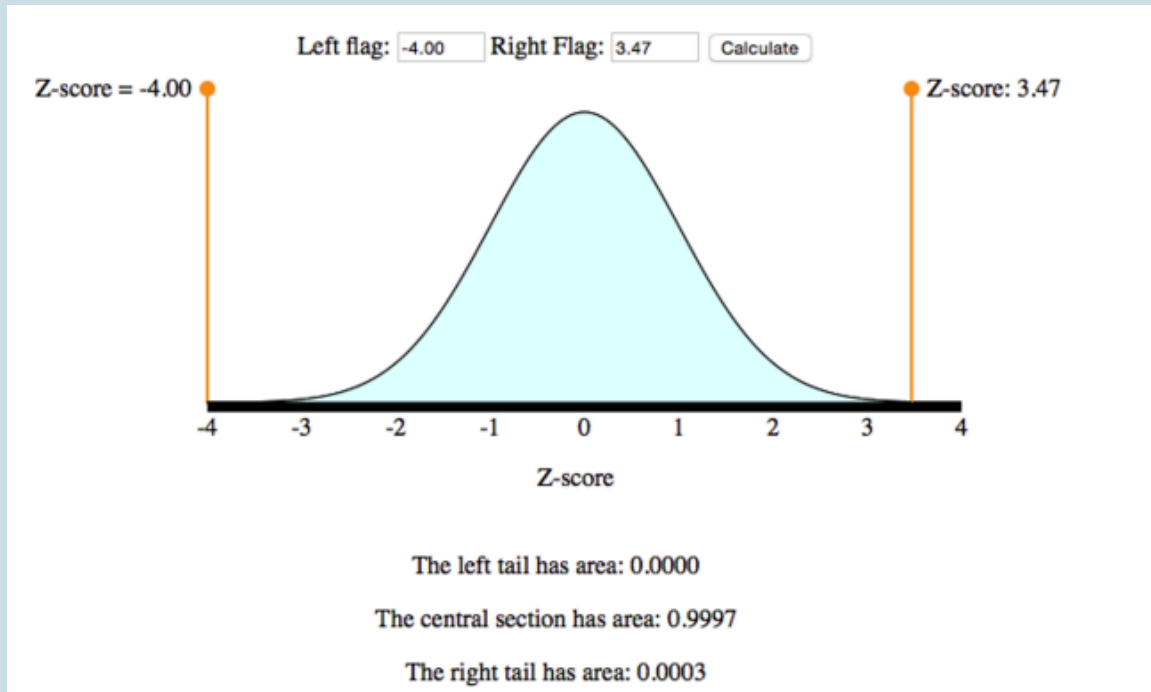 Left flag: -4.00 Right Flag: 3.47 Calculate
Z-score = -4.00 Z-score: 3.47
-4 -3 -2 -1 0 1 2 3 4
Z-score
The left tail has area: 0.0000
The central section has area: 0.9997
The right tail has area: 0.0003